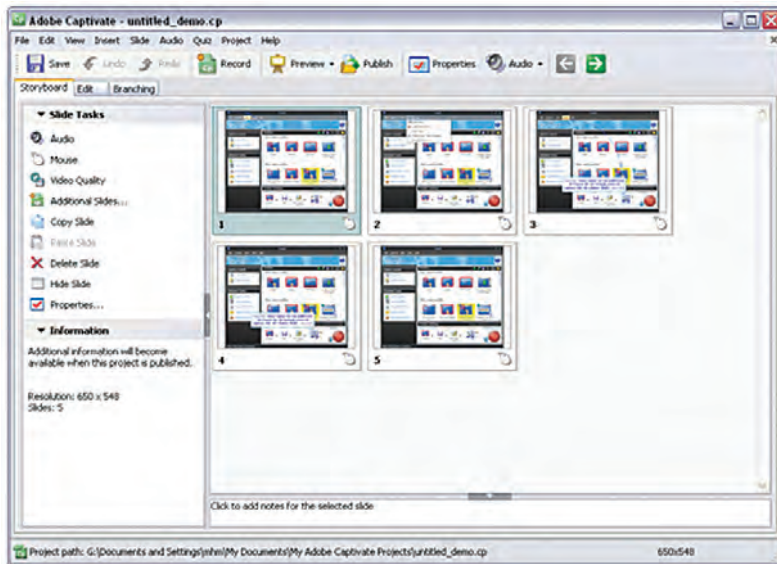 Adobe Captivate - untitled_demo.cp
File Edit View Insert Slide Audio Quiz Project Help
Save Undo Redo Record Preview Publish Properties Audio
Storyboard Edit Branching
Slide Tasks
Audio
Mouse
Video Quality
Additional Slides...
Copy Slide
Paste Slide
Delete Slide
Hide Slide
Properties...
Information
Additional information will become
available when this project is published.
Resolution: 650 x 548
Slides: 5
1 2 3
4 5
Click to add notes for the selected slide
Project path: G:\Documents and Settings\mhm\My Documents\My Adobe Captivate Projects\untitled_demo.cp 650x548